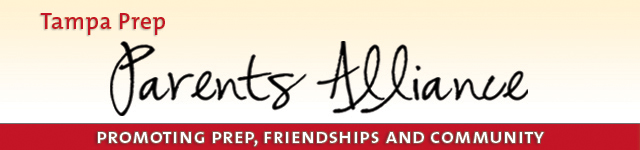 Tampa Prep
Parents Alliance
PROMOTING PREP, FRIENDSHIPS AND COMMUNITY